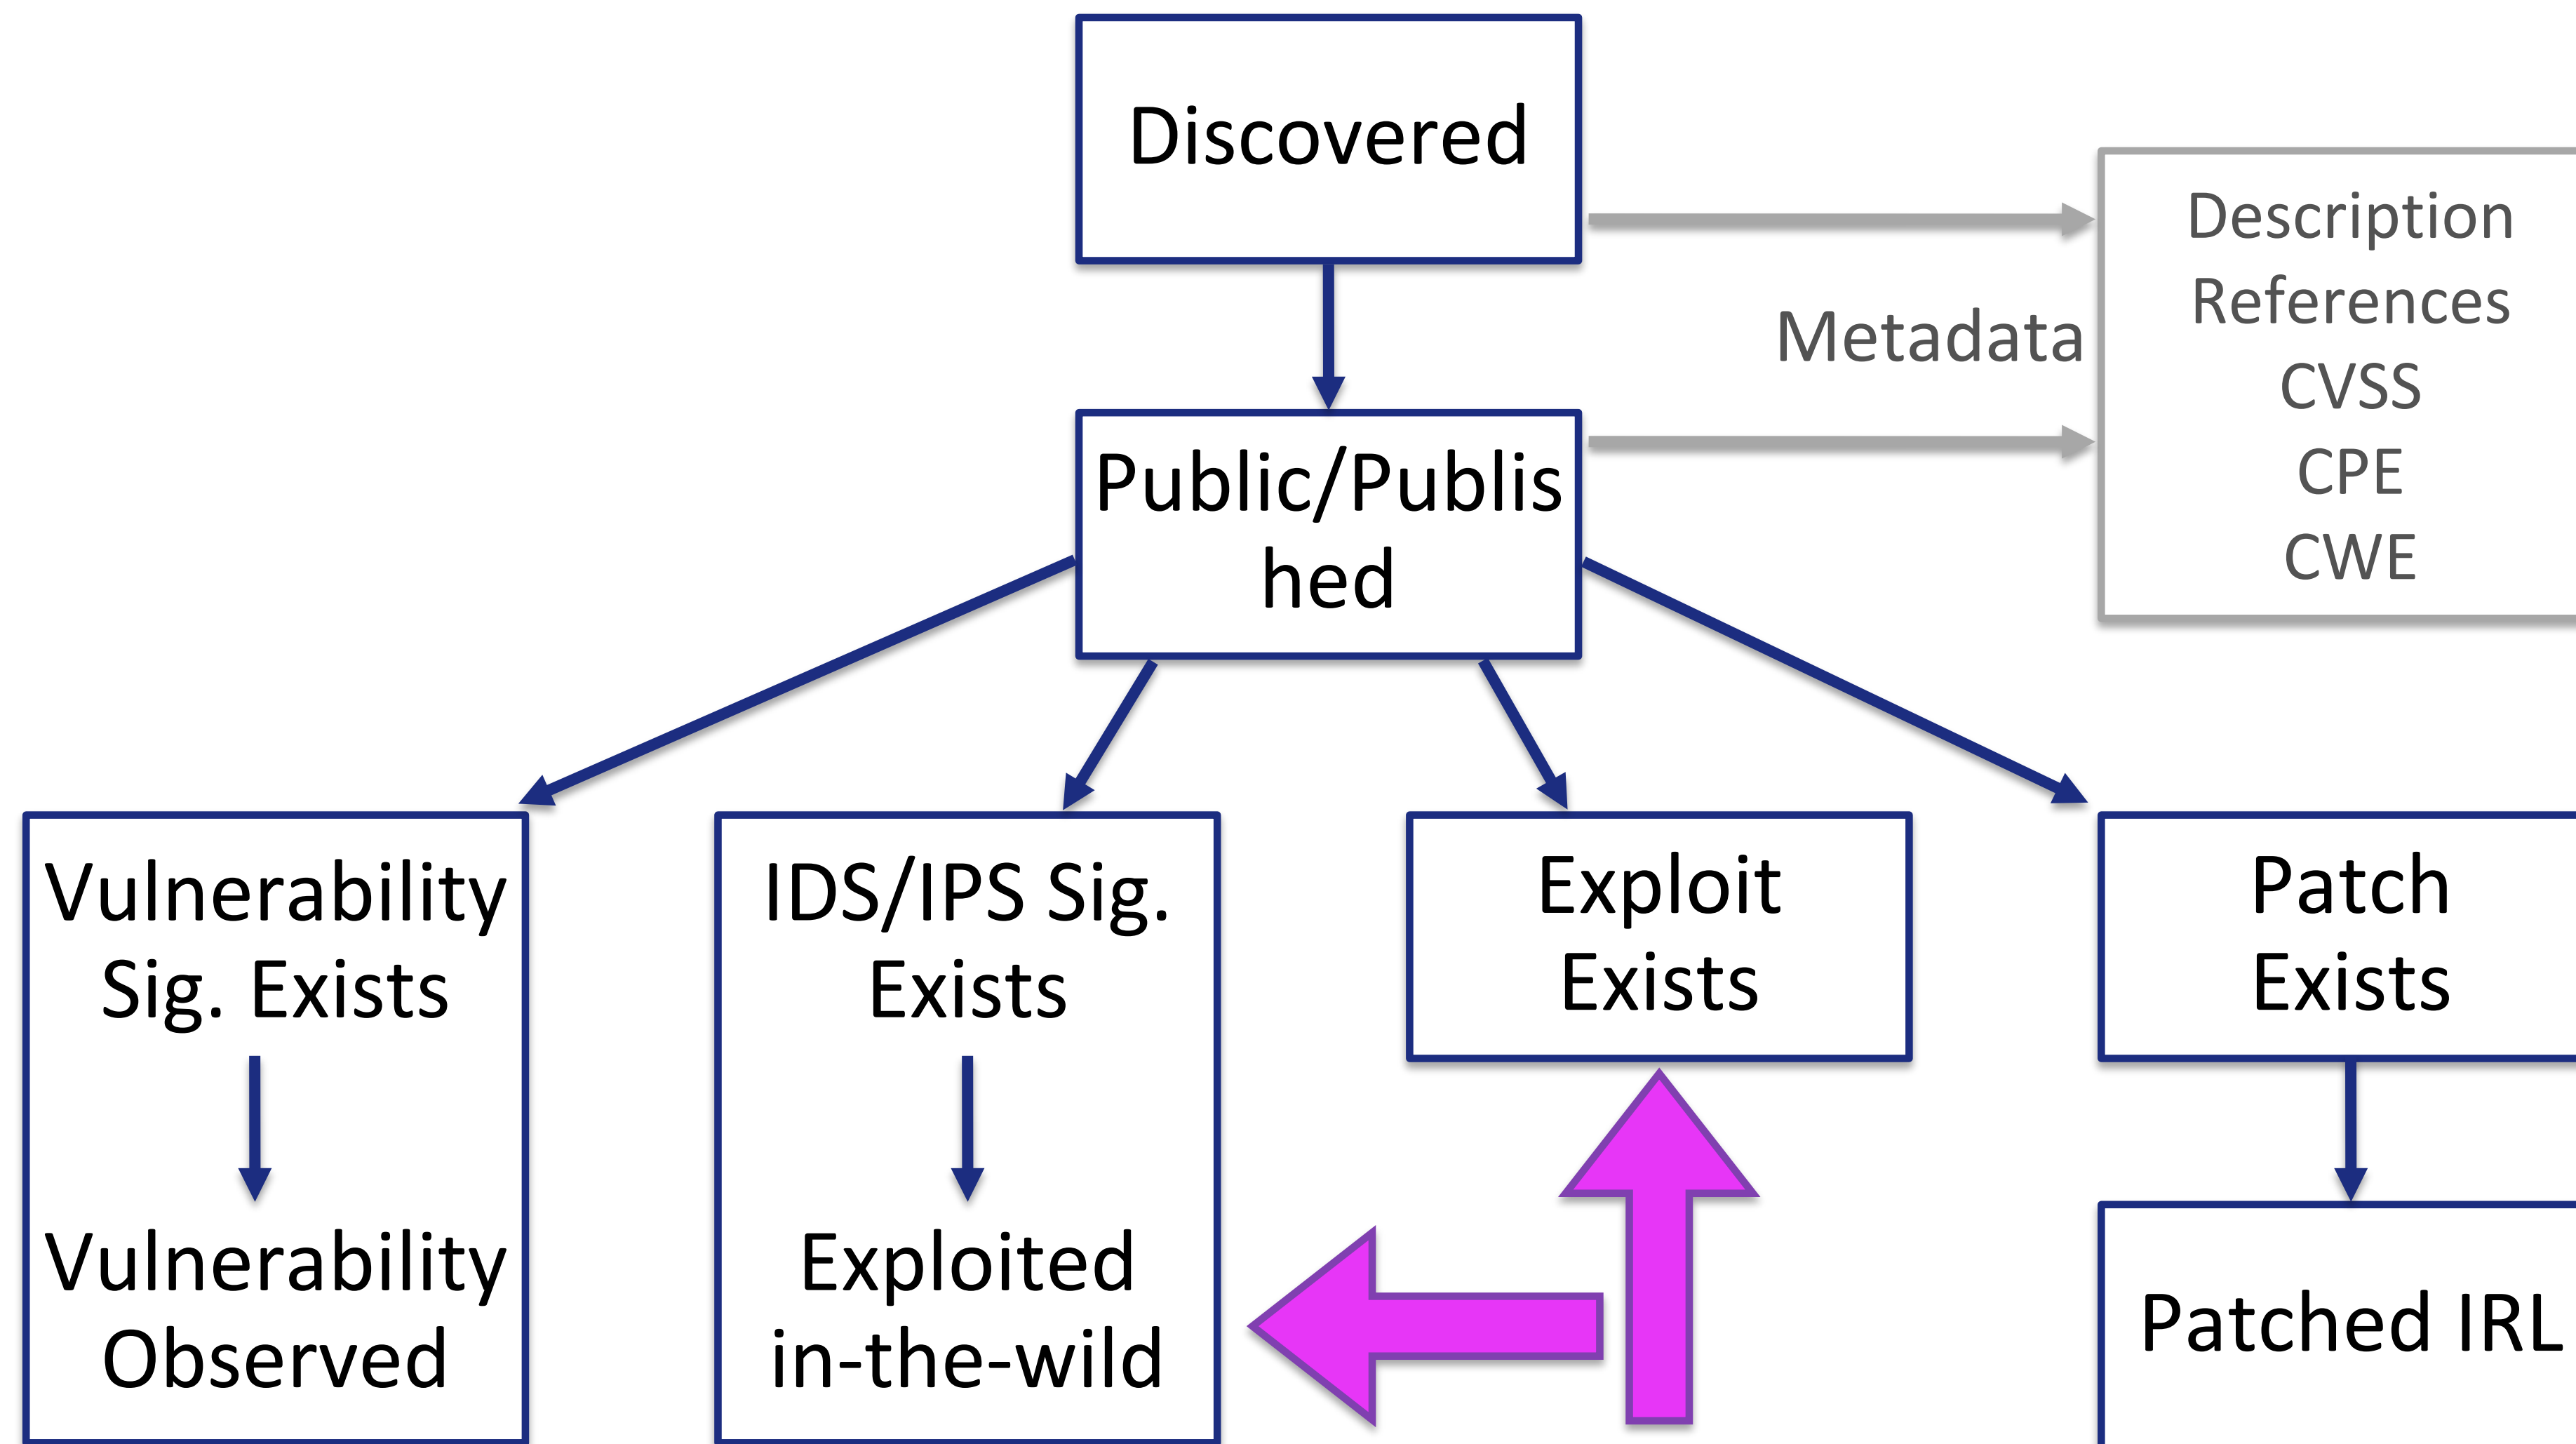 Discovered
Description
References
Metadata
CVSS
CPE
CWE
Public/Publis
hed
Vulnerability
Sig. Exists
Vulnerability
Observed
IDS/IPS Sig.
Exists
Exploited
in-the-wild
Exploit
Exists
Patch
Exists
Patched IRL